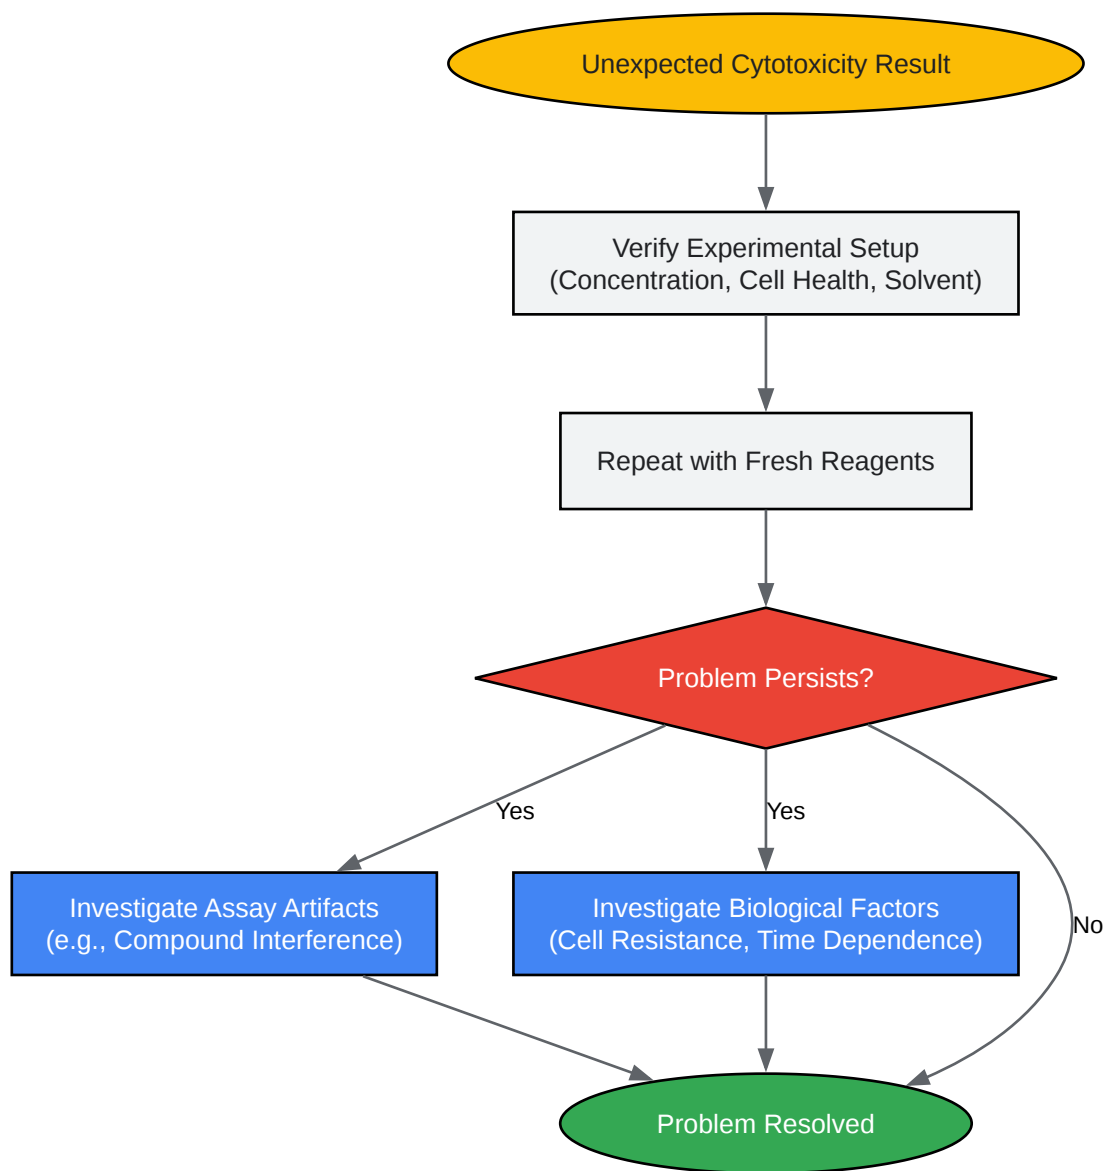 Unexpected Cytotoxicity Result
Verify Experimental Setup
(Concentration, Cell Health, Solvent)
Repeat with Fresh Reagents
Problem Persists?
Yes
Yes
Investigate Assay Artifacts
(e.g., Compound Interference)
Investigate Biological Factors
(Cell Resistance, Time Dependence)
No
Problem Resolved